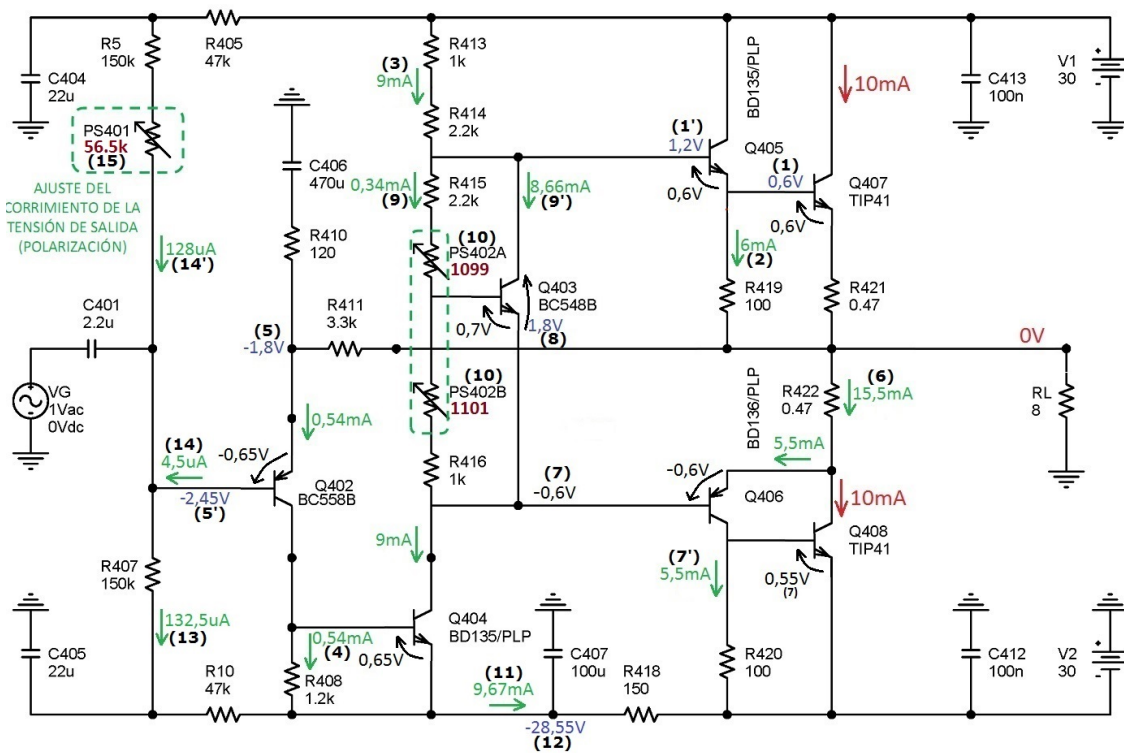 R5
150k
R405
47k
R413
1k
(3)
9mA
BD135/PLP
10mA
C413
100n
V1
30
C404
22u
PS401
56.5k
(15)
AJUSTE DEL
CORRIMIENTO DE LA
TENSIÓN DE SALIDA
(POLARIZACIÓN)
R414
2.2k
(1')
1,2V
Q405
C406
470u
0,34mA
(9)
R415
2.2k
8,66mA
(9')
0,6V
(1)
0,6V
0,6V
Q407
TIP41
128uA
(14')
R410
120
(10)
PS402A
1099
6mA
(2)
Q403
BC548B
R419
100
R421
0.47
C401
2.2u
R411
3.3k
0,7V
1,8V
(8)
(5)
-1,8V
0V
VG
1Vac
0Vdc
(10)
PS402B
1101
BD136/PLP
R422
0.47
(6)
15,5mA
RL
8
0,54mA
5,5mA
(14)
4,5uA
-0,65V
R416
1k
(7)
-0,6V
-0,6V
Q406
-2,45V
(5')
Q402
BC558B
10mA
Q408
TIP41
R407
150k
9mA
(7')
5,5mA
0,55V
(7)
132,5uA
(13)
0,54mA
(4)
Q404
BD135/PLP
0,65V
C405
22u
R10
47k
R408
1.2k
(11)
9,67mA
C407
100u
R418
150
R420
100
C412
100n
V2
30
-28,55V
(12)